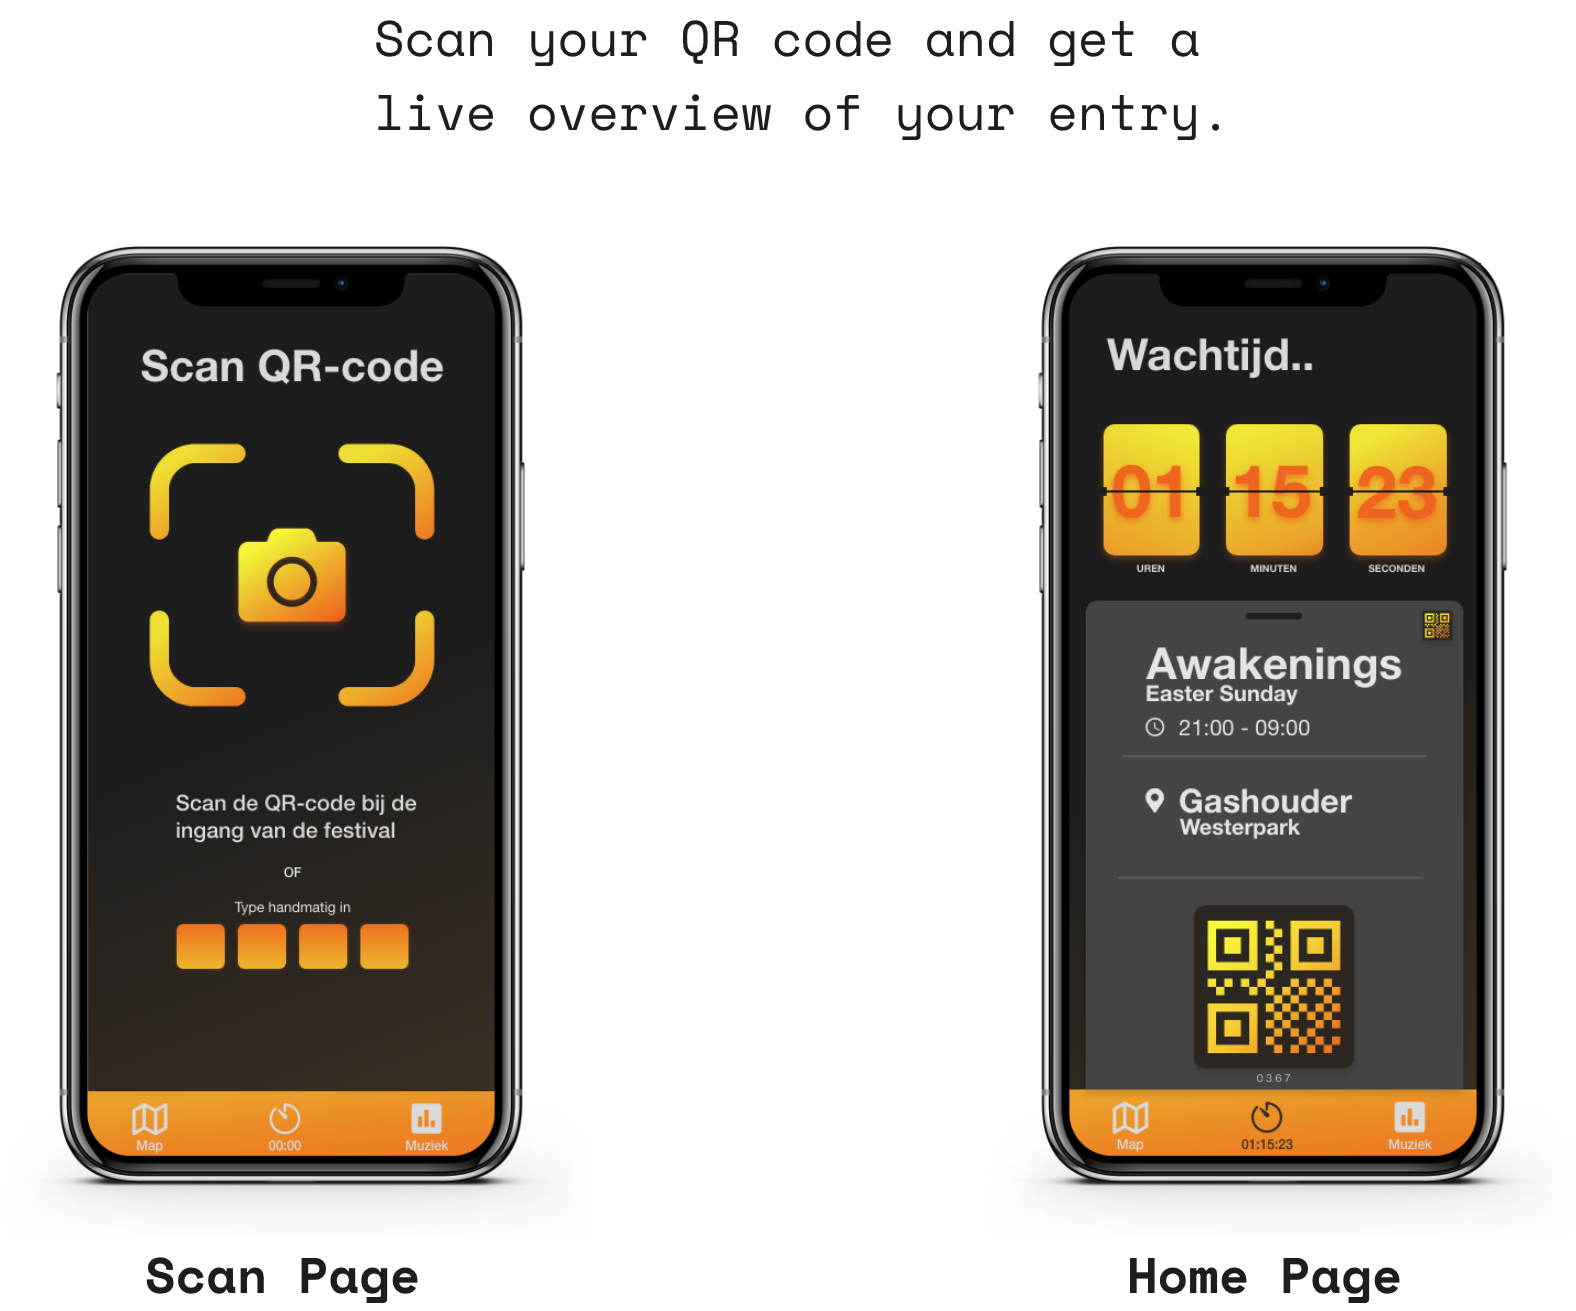 Scan your QR code and get a
live overview of your entry.
Scan QR-code
Scan de QR-code bij de
ingang van de festival
OF
Type handmatig in
Map
00:00
Muziek
Scan Page
Wachtijd..
01 15 23
UREN MINUTEN SECONDEN
Awakenings
Easter Sunday
21:00 - 09:00
Gashouder
Westerpark
0367
Map
01:15:23
Muziek
Home Page